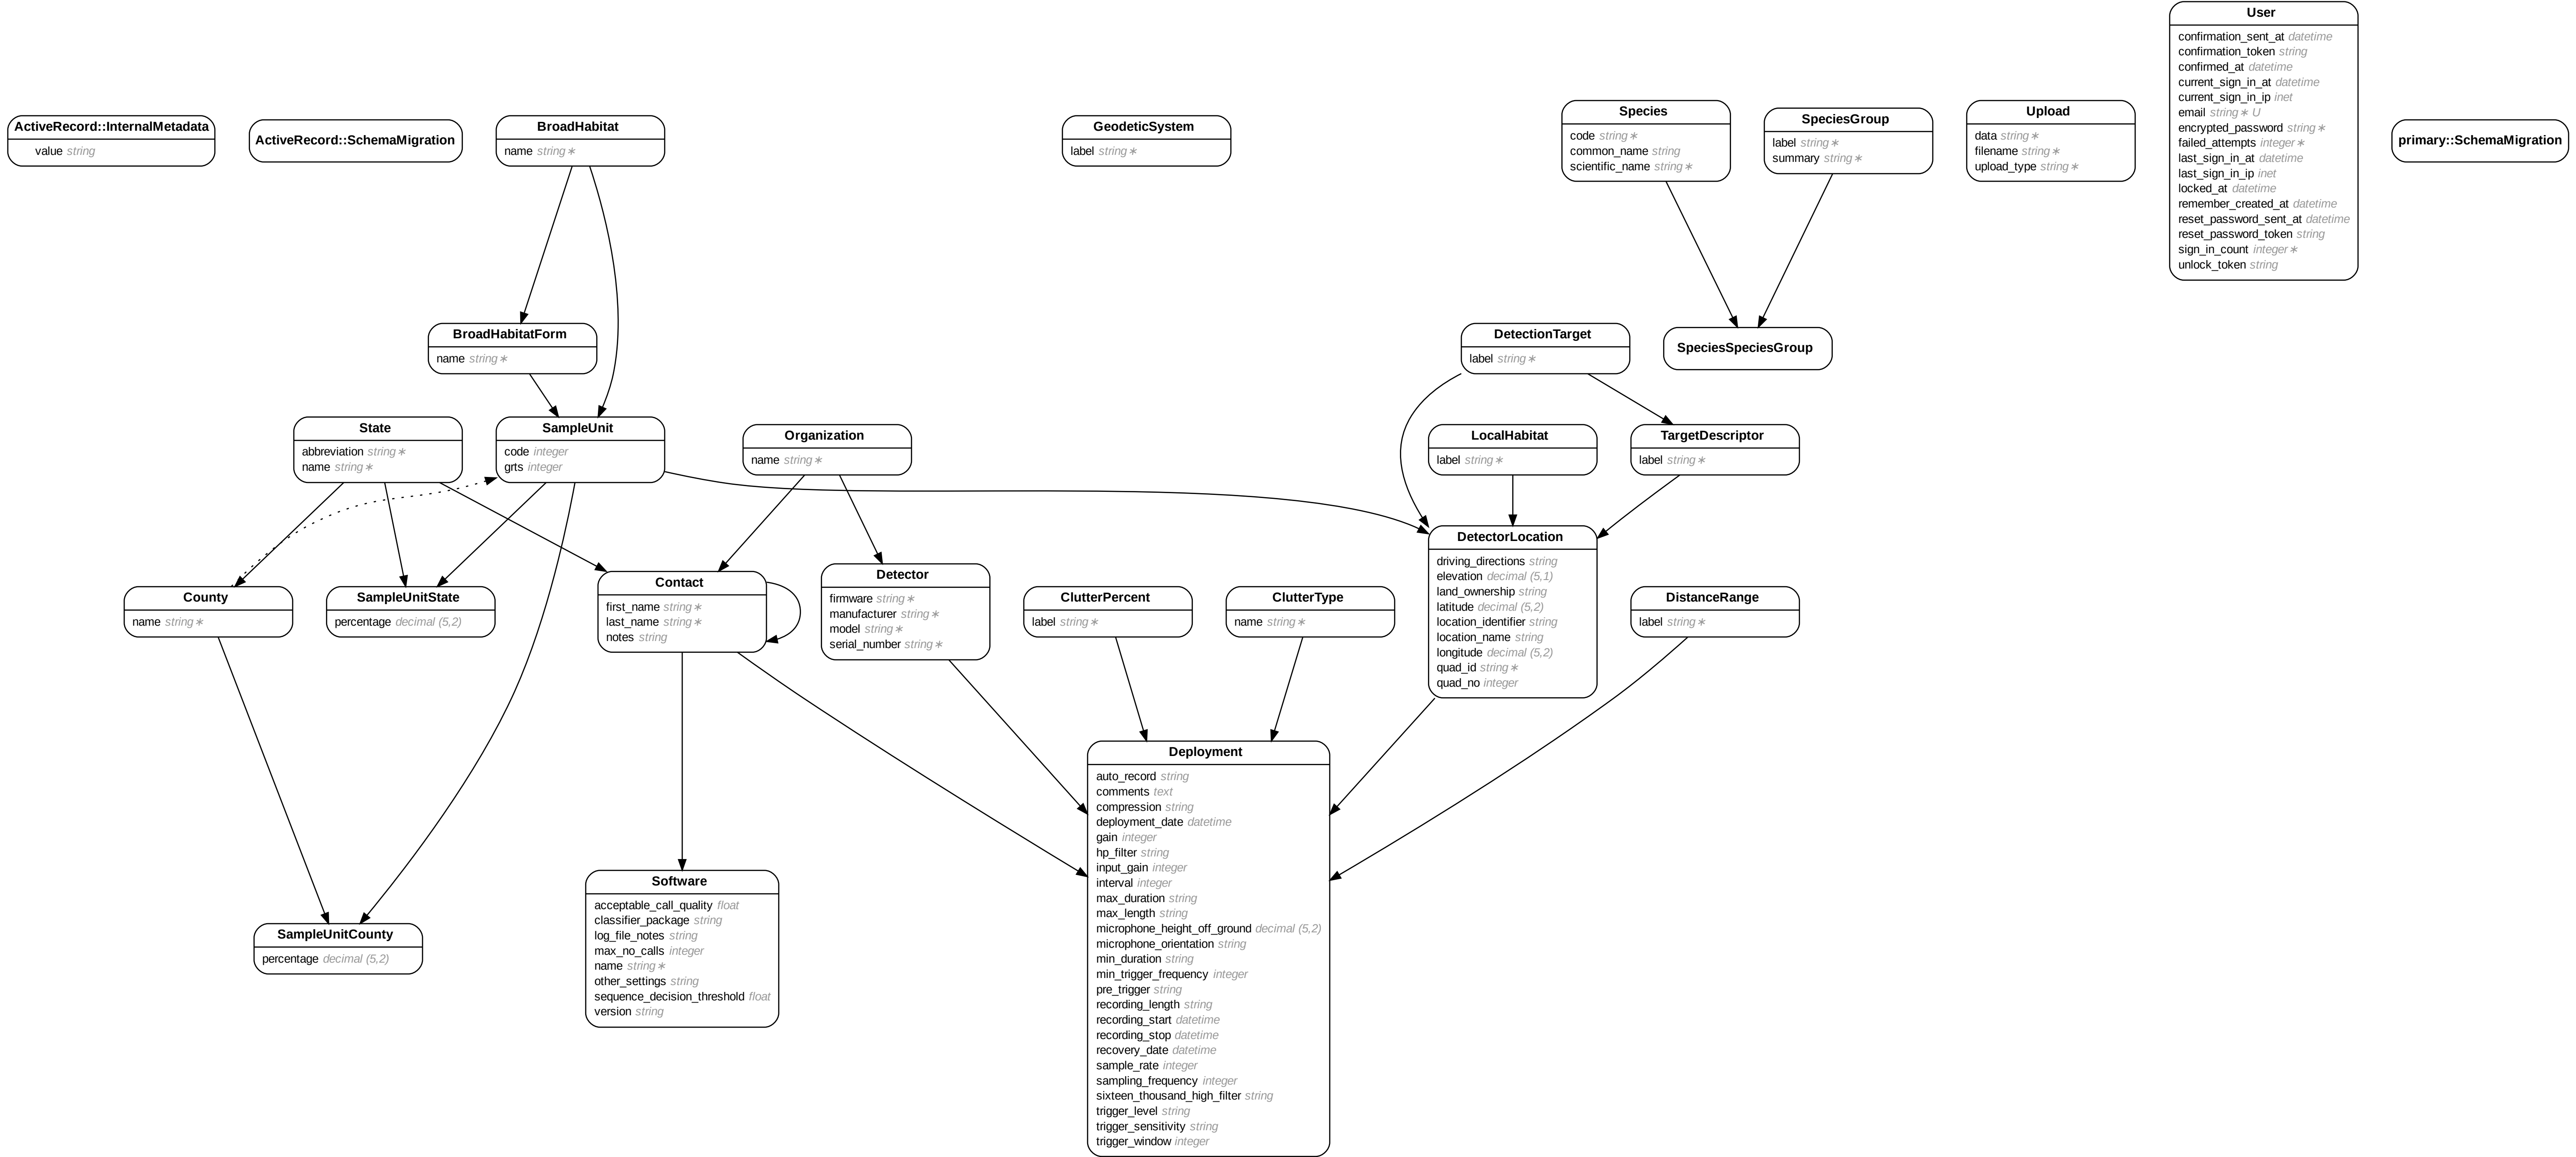 ActiveRecord::InternalMetadata
value string
ActiveRecord::SchemaMigration
BroadHabitat
name string∗
GeodeticSystem
label string∗
Species
code string∗
common_name string
scientific_name string∗
SpeciesGroup
label string∗
summary string∗
Upload
data string∗
filename string∗
upload_type string∗
User
confirmation_sent_at datetime
confirmation_token string
confirmed_at datetime
current_sign_in_at datetime
current_sign_in_ip inet
email string∗ U
encrypted_password string∗
failed_attempts integer∗
last_sign_in_at datetime
last_sign_in_ip inet
locked_at datetime
remember_created_at datetime
reset_password_sent_at datetime
reset_password_token string
sign_in_count integer∗
unlock_token string
primary::SchemaMigration
BroadHabitatForm
name string∗
DetectionTarget
label string∗
SpeciesSpeciesGroup
State
abbreviation string∗
name string∗
SampleUnit
code integer
grts integer
Organization
name string∗
LocalHabitat
label string∗
TargetDescriptor
label string∗
County
name string∗
SampleUnitState
percentage decimal (5,2)
Contact
first_name string∗
last_name string∗
notes string
Detector
firmware string∗
manufacturer string∗
model string∗
serial_number string∗
ClutterPercent
label string∗
ClutterType
name string∗
DetectorLocation
driving_directions string
elevation decimal (5,1)
land_ownership string
latitude decimal (5,2)
location_identifier string
location_name string
longitude decimal (5,2)
quad_id string∗
quad_no integer
DistanceRange
label string∗
Deployment
auto_record string
comments text
compression string
deployment_date datetime
gain integer
hp_filter string
input_gain integer
interval integer
max_duration string
max_length string
microphone_height_off_ground decimal (5,2)
microphone_orientation string
min_duration string
min_trigger_frequency integer
pre_trigger string
recording_length string
recording_start datetime
recording_stop datetime
recovery_date datetime
sample_rate integer
sampling_frequency integer
sixteen_thousand_high_filter string
trigger_level string
trigger_sensitivity string
trigger_window integer
Software
acceptable_call_quality float
classifier_package string
log_file_notes string
max_no_calls integer
name string∗
other_settings string
sequence_decision_threshold float
version string
SampleUnitCounty
percentage decimal (5,2)